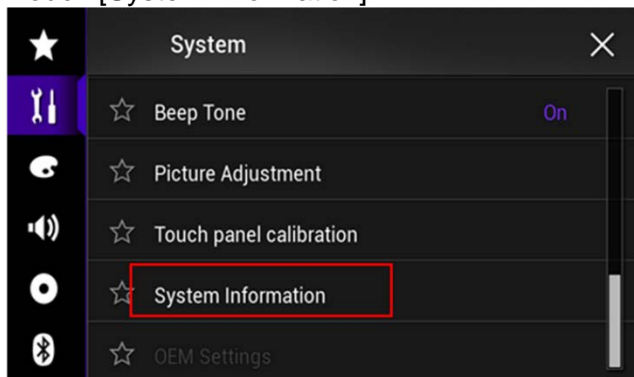 System
Beep Tone On
Picture Adjustment
Touch panel calibration
System Information
OEM Settings